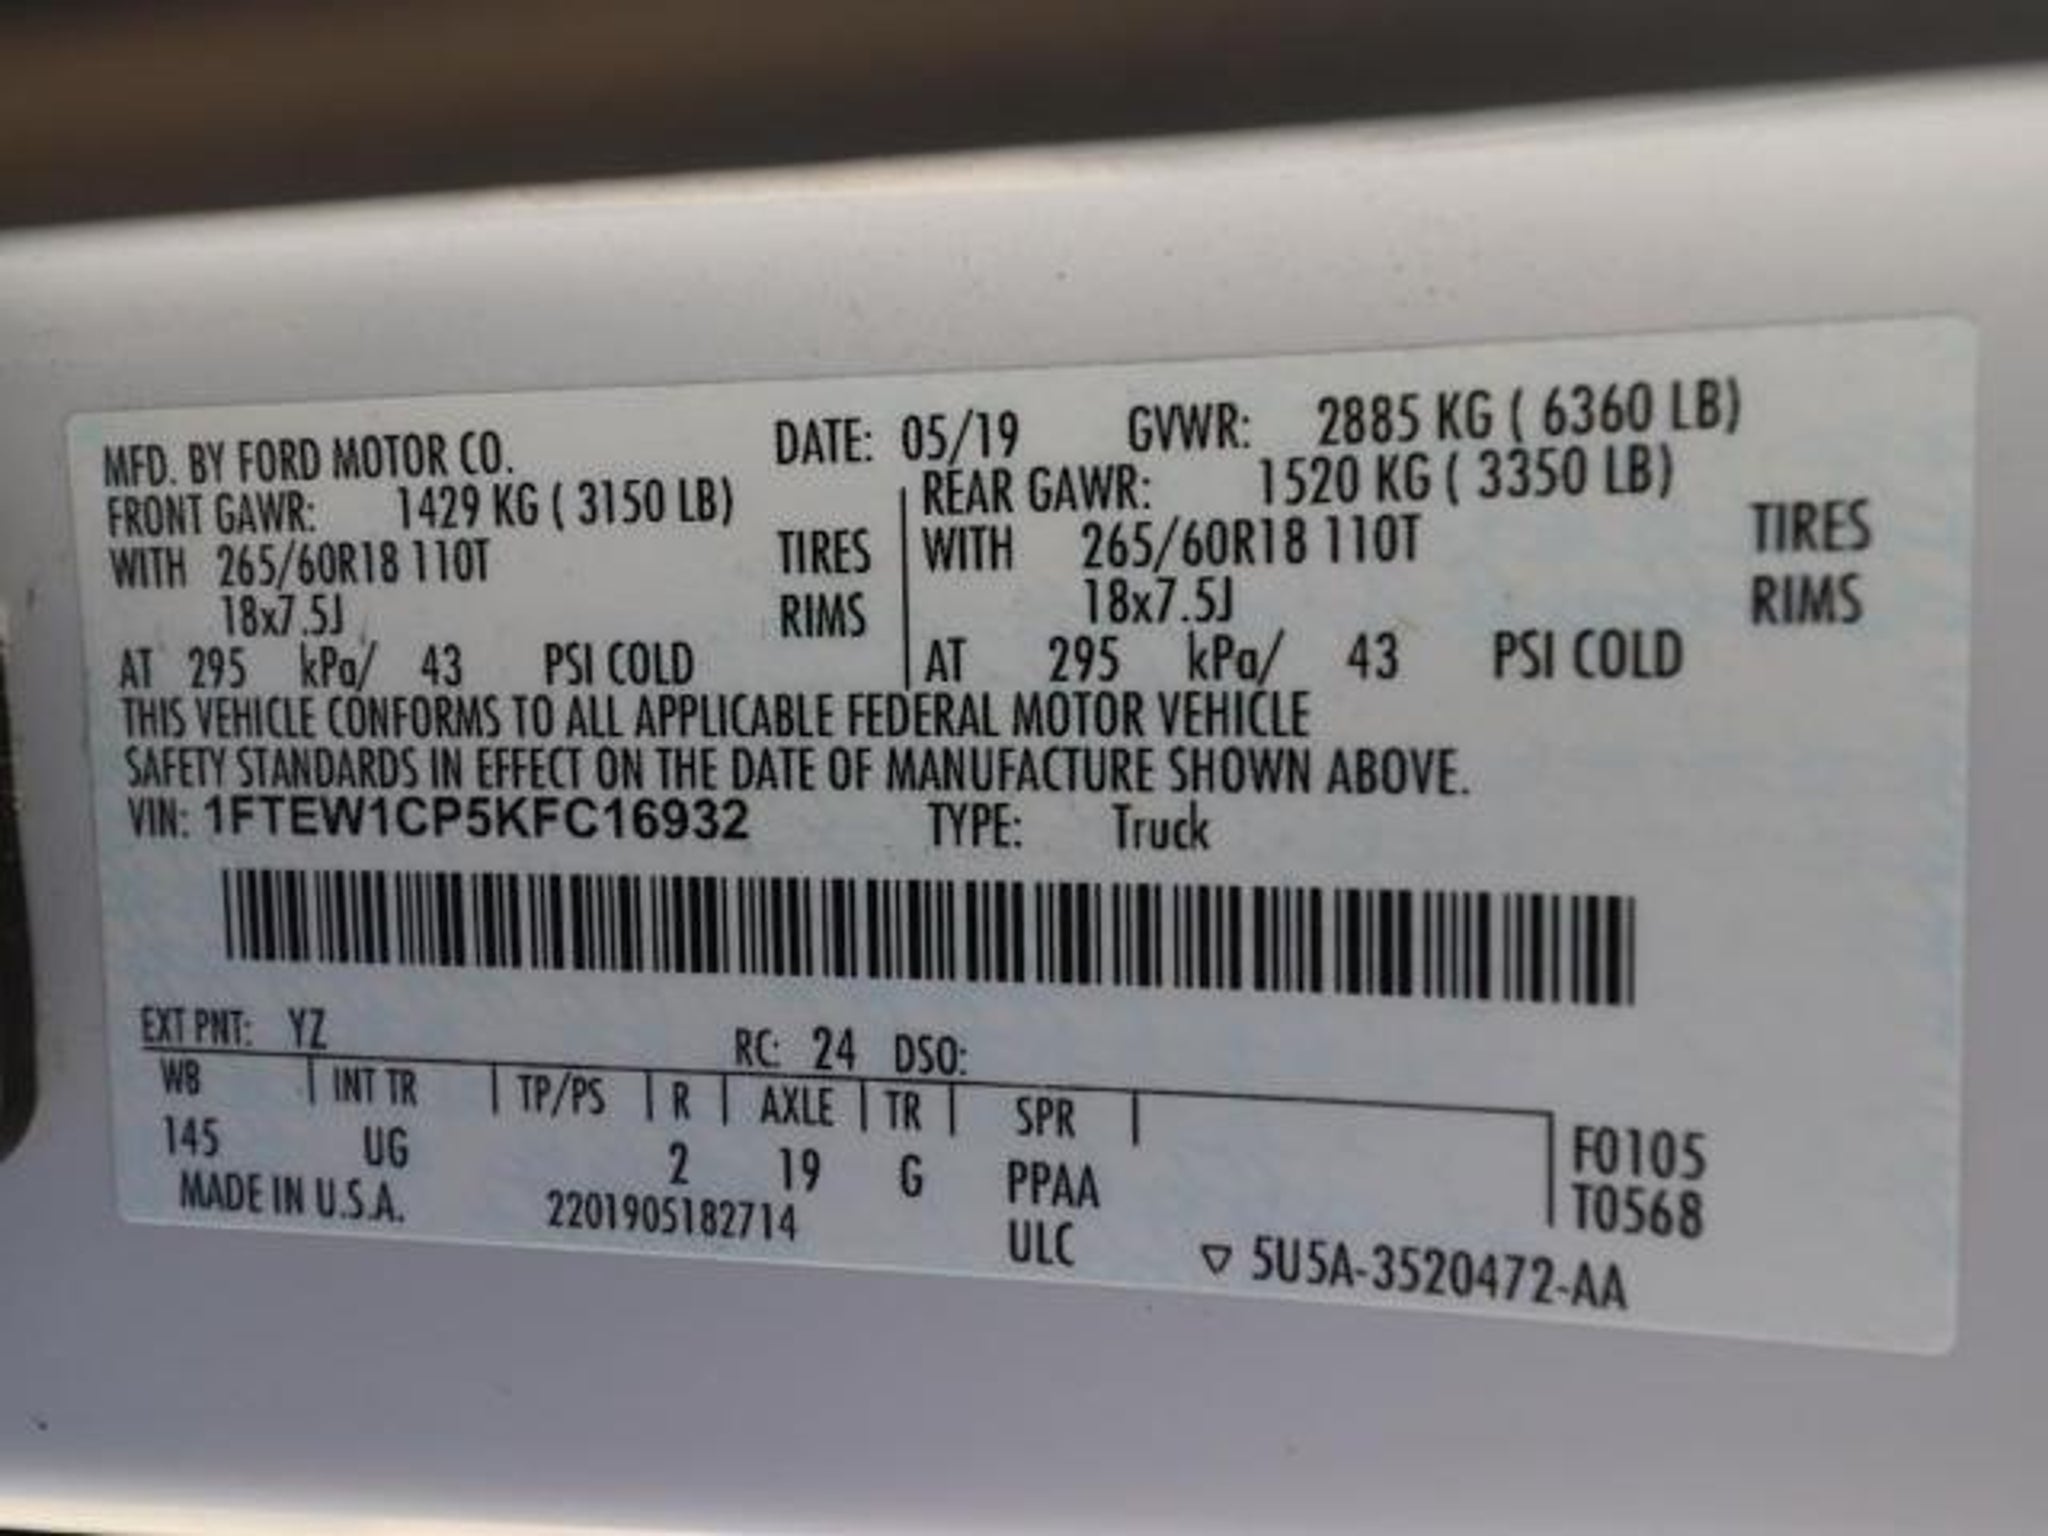 MFD. BY FORD MOTOR CO. DATE: 05/19 GVWR: 2885 KG ( 6360 LB)
FRONT GAWR: 1429 KG ( 3150 LB) REAR GAWR: 1520 KG ( 3350 LB)
WITH 265/60R18 110T TIRES WITH 265/60R18 110T TIRES
18x7.5J RIMS 18x7.5J RIMS
AT 295 kPa/ 43 PSI COLD AT 295 kPa/ 43 PSI COLD
THIS VEHICLE CONFORMS TO ALL APPLICABLE FEDERAL MOTOR VEHICLE
SAFETY STANDARDS IN EFFECT ON THE DATE OF MANUFACTURE SHOWN ABOVE.
VIN: 1FTEW1CP5KFC16932 TYPE: Truck
EXT PNT: YZ RC: 24 DSO:
WB INT TR TP/PS R AXLE TR SPR
145 UG 2 19 G PPAA F0105
MADE IN U.S.A. 2201905182714 ULC T0568
▽ 5U5A-3520472-AA